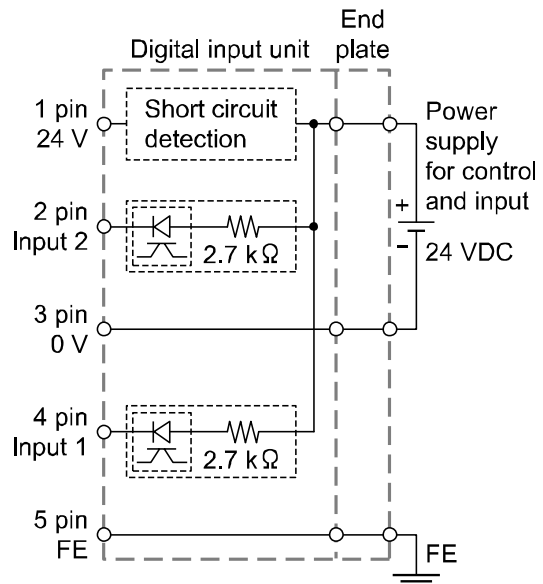 Digital input unit
End
plate
1 pin
24 V
Short circuit
detection
Power
supply
for control
and input
+
−
24 VDC
2 pin
Input 2
2.7 kΩ
3 pin
0 V
4 pin
Input 1
2.7 kΩ
5 pin
FE
FE